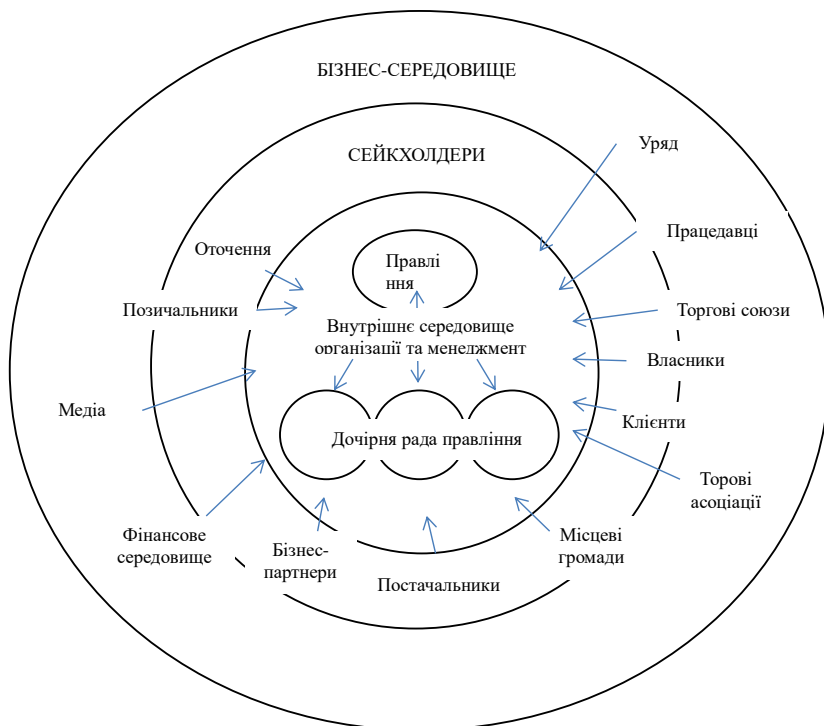 БІЗНЕС-СЕРЕДОВИЩЕ
СЕЙКХОЛДЕРИ
Уряд
Працедавці
Оточення
Правлі
ння
Позичальники
Торгові союзи
Внутрішнє середовище
організації та менеджмент
Власники
Медіа
Клієнти
Дочірня рада правління
Торові
асоціації
Фінансове
середовище
Бізнес-
партнери
Місцеві
громади
Постачальники